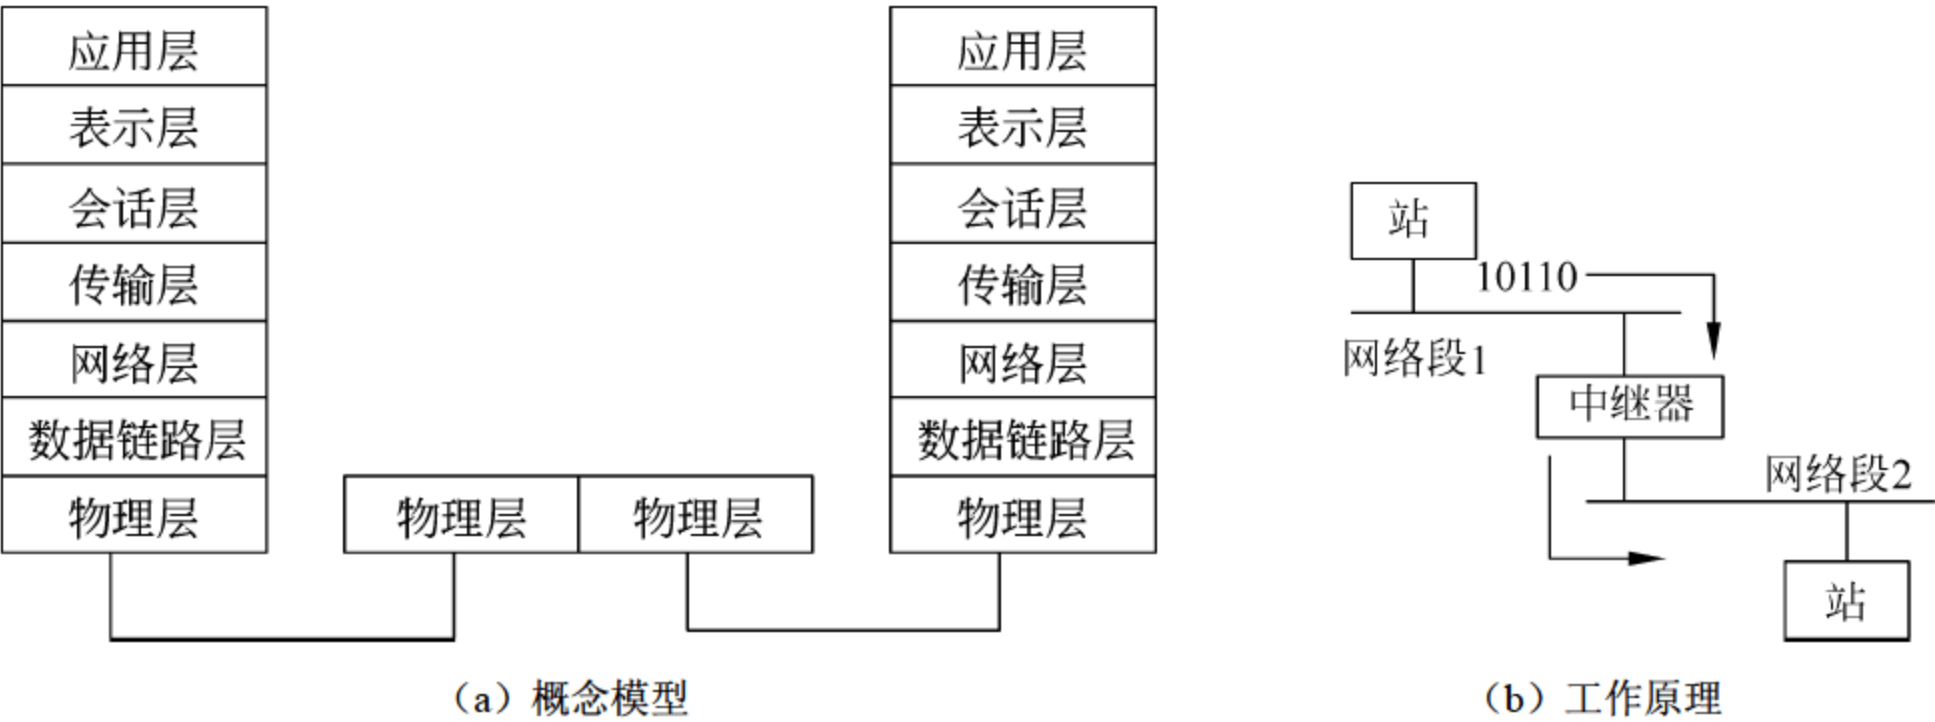 应用层
表示层
会话层
传输层
网络层
数据链路层
物理层
物理层
物理层
应用层
表示层
会话层
传输层
网络层
数据链路层
物理层
（a）概念模型
站
10110
网络段1
中继器
网络段2
站
（b）工作原理